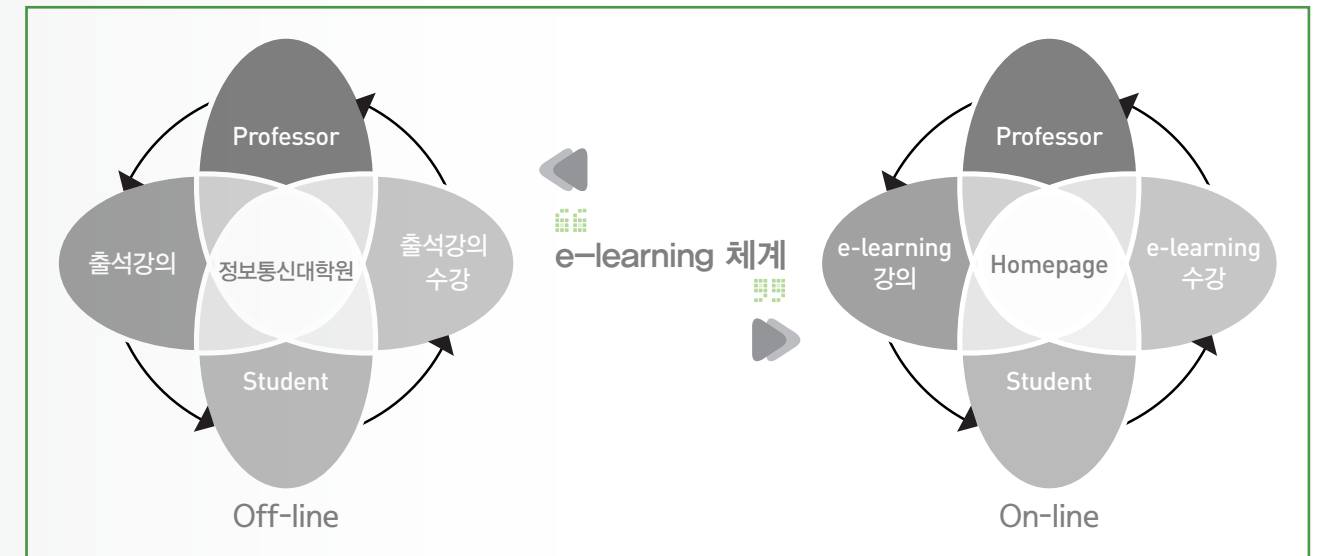 Professor
출석강의
정보통신대학원
출석강의
수강
Student
Off-line
“
e-learning 체계
”
Professor
e-learning
강의
Homepage
e-learning
수강
Student
On-line